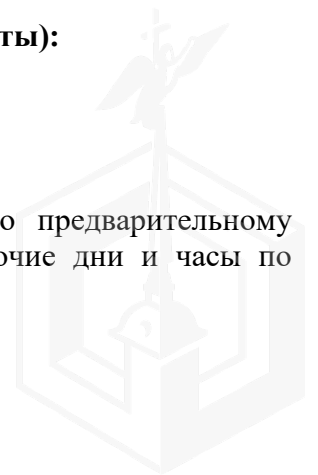 ты):
о предварительному
очие дни и часы по